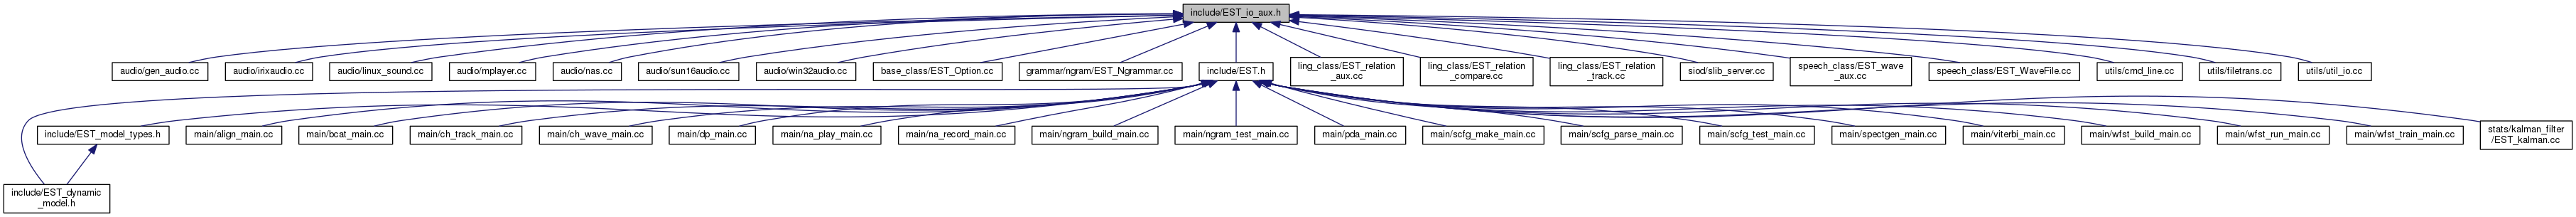 include/EST_io_aux.h
audio/gen_audio.cc
audio/irixaudio.cc
audio/linux_sound.cc
audio/mplayer.cc
audio/nas.cc
audio/sun16audio.cc
audio/win32audio.cc
base_class/EST_Option.cc
grammar/ngram/EST_Ngrammar.cc
include/EST.h
ling_class/EST_relation
_aux.cc
ling_class/EST_relation
_compare.cc
ling_class/EST_relation
_track.cc
siod/slib_server.cc
speech_class/EST_wave
_aux.cc
speech_class/EST_WaveFile.cc
utils/cmd_line.cc
utils/filetrans.cc
utils/util_io.cc
include/EST_model_types.h
main/align_main.cc
main/bcat_main.cc
main/ch_track_main.cc
main/ch_wave_main.cc
main/dp_main.cc
main/na_play_main.cc
main/na_record_main.cc
main/ngram_build_main.cc
main/ngram_test_main.cc
main/pda_main.cc
main/scfg_make_main.cc
main/scfg_parse_main.cc
main/scfg_test_main.cc
main/spectgen_main.cc
main/viterbi_main.cc
main/wfst_build_main.cc
main/wfst_run_main.cc
main/wfst_train_main.cc
stats/kalman_filter
/EST_kalman.cc
include/EST_dynamic
_model.h